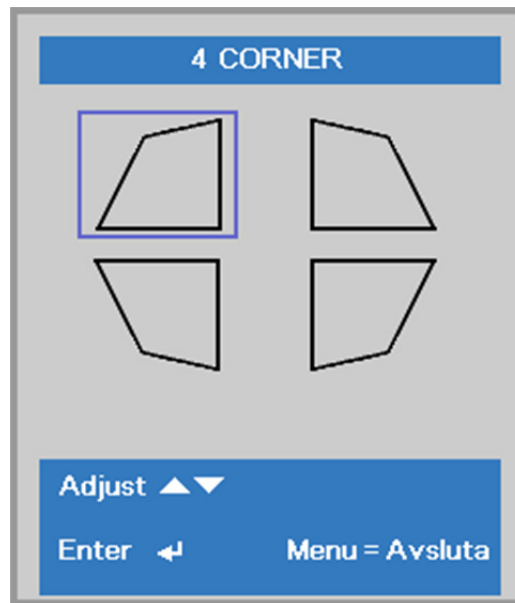 4 CORNER
Adjust ▲▼
Enter ↵
Menu = Avsluta